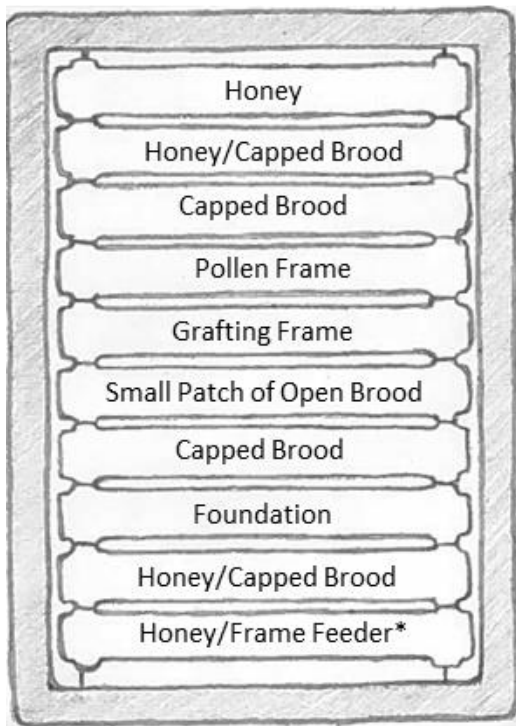 Honey
Honey/Capped Brood
Capped Brood
Pollen Frame
Grafting Frame
Small Patch of Open Brood
Capped Brood
Foundation
Honey/Capped Brood
Honey/Frame Feeder*